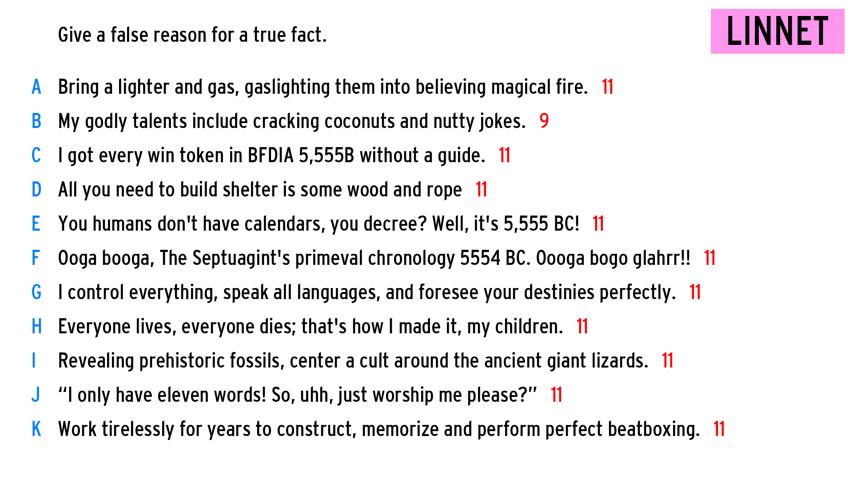 Give a false reason for a true fact.
LINNET
A Bring a lighter and gas, gaslighting them into believing magical fire. 11
B My godly talents include cracking coconuts and nutty jokes. 9
C I got every win token in BFDIA 5,555B without a guide. 11
D All you need to build shelter is some wood and rope 11
E You humans don't have calendars, you decree? Well, it's 5,555 BC! 11
F Ooga booga, The Septuagint's primeval chronology 5554 BC. Oooga bogo glahrr!! 11
G I control everything, speak all languages, and foresee your destinies perfectly. 11
H Everyone lives, everyone dies; that's how I made it, my children. 11
I Revealing prehistoric fossils, center a cult around the ancient giant lizards. 11
J “I only have eleven words! So, uhh, just worship me please?” 11
K Work tirelessly for years to construct, memorize and perform perfect beatboxing. 11